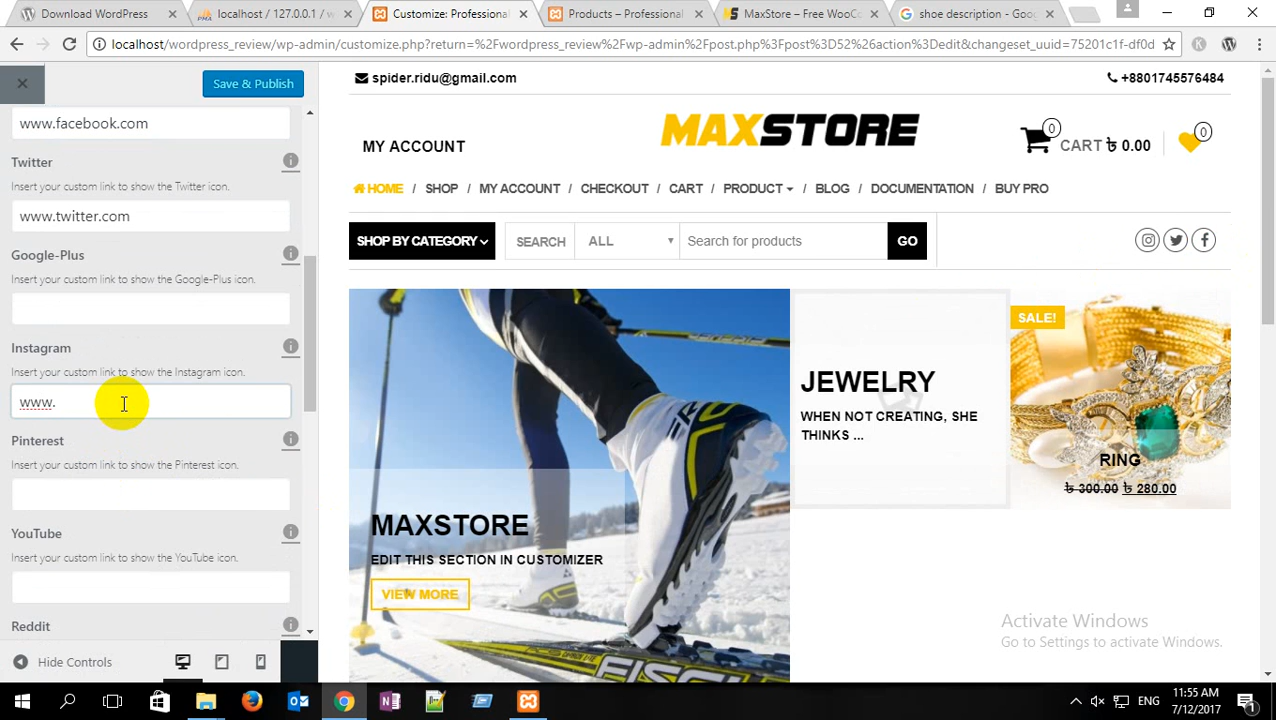 Download WordPress
localhost / 127.0.0.1 / w
Customize: Professional
Products – Professional
MaxStore – Free WooCo
shoe description - Goog
localhost/wordpress_review/wp-admin/customize.php?return=%2Fwordpress_review%2Fwp-admin%2Fpost.php%3Fpost%3D52%26action%3Dedit&changeset_uuid=75201c1f-df0d
Save & Publish
www.facebook.com
Twitter
Insert your custom link to show the Twitter icon.
www.twitter.com
Google-Plus
Insert your custom link to show the Google-Plus icon.
Instagram
Insert your custom link to show the Instagram icon.
www.
Pinterest
Insert your custom link to show the Pinterest icon.
YouTube
Insert your custom link to show the YouTube icon.
Reddit
Hide Controls
spider.ridu@gmail.com
+8801745576484
MY ACCOUNT
MAXSTORE
0
CART ৳ 0.00
0
HOME / SHOP / MY ACCOUNT / CHECKOUT / CART / PRODUCT / BLOG / DOCUMENTATION / BUY PRO
SHOP BY CATEGORY
SEARCH
ALL
Search for products
GO
MAXSTORE
EDIT THIS SECTION IN CUSTOMIZER
VIEW MORE
FISCH
JEWELRY
WHEN NOT CREATING, SHE
THINKS ...
SALE!
RING
৳ 300.00 ৳ 280.00
Activate Windows
Go to Settings to activate Windows.
ENG
11:55 AM
7/12/2017
1